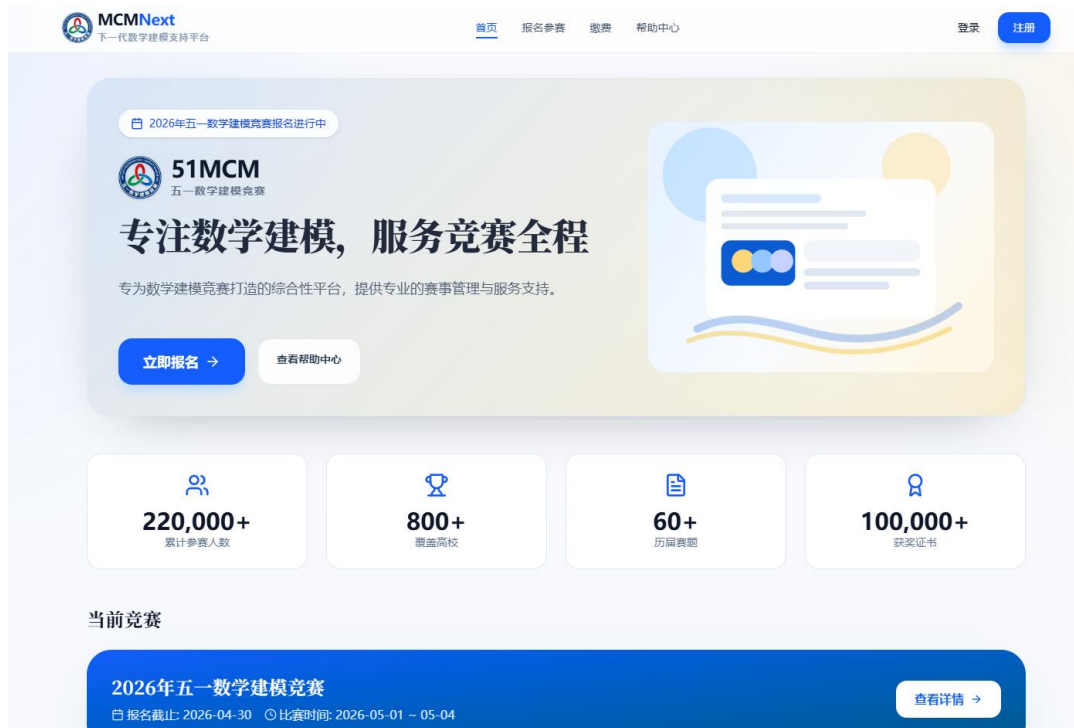 MCMNext
下一代数学建模支持平台
首页 报名参赛 缴费 帮助中心 登录 注册
2026年五一数学建模竞赛报名进行中
51MCM
五一数学建模竞赛
专注数学建模，服务竞赛全程
专为数学建模竞赛打造的综合性平台，提供专业的赛事管理与服务支持。
立即报名 → 查看帮助中心
220,000+ 800+ 60+ 100,000+
累计参赛人数 覆盖高校 历届赛题 获奖证书
当前竞赛
2026年五一数学建模竞赛
查看详情 →
报名截止: 2026-04-30 比赛时间: 2026-05-01 ~ 05-04